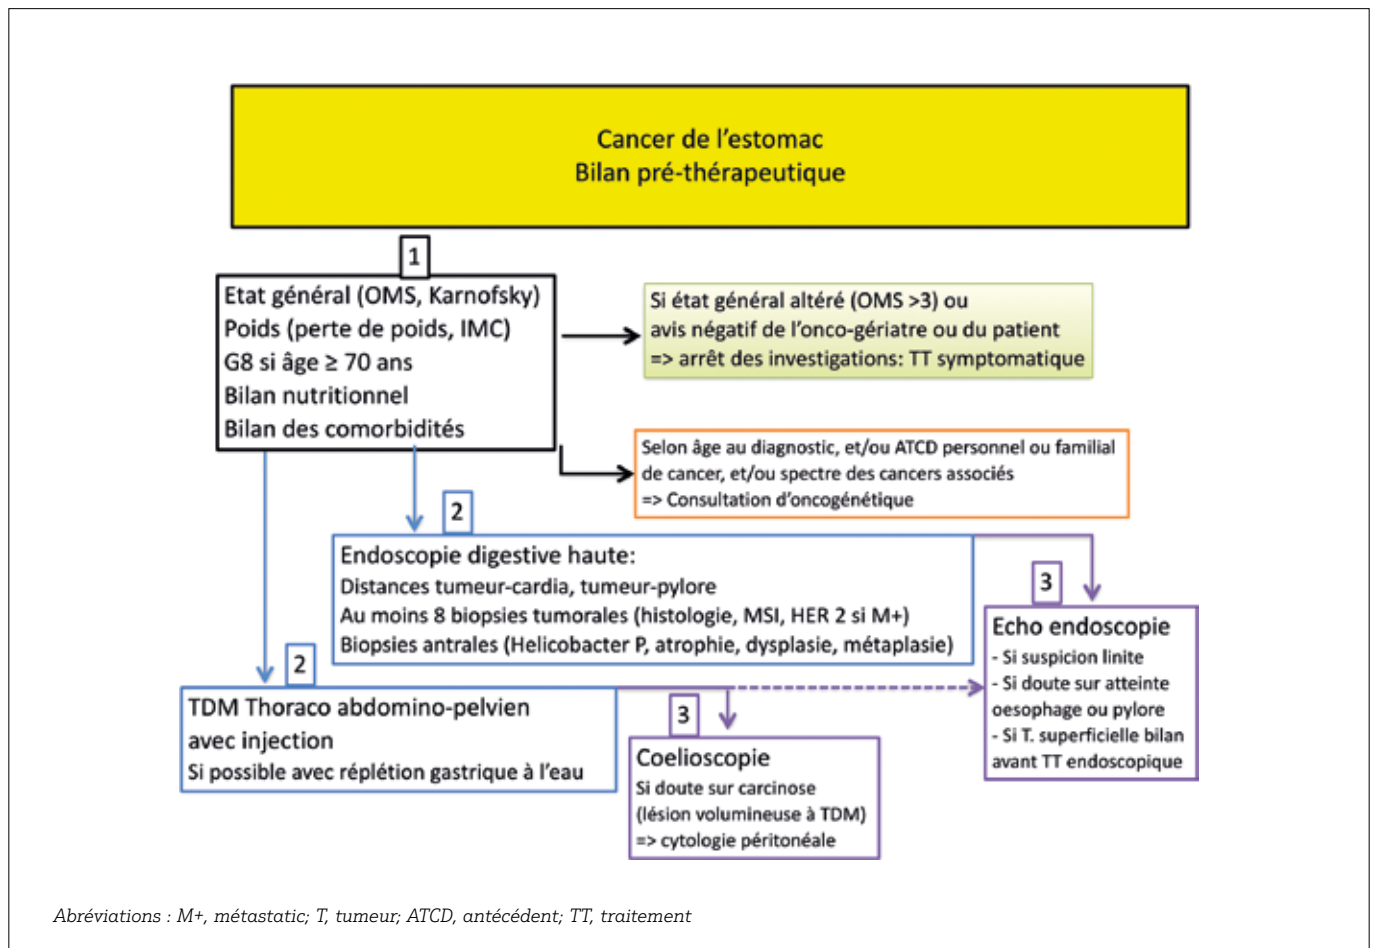 Cancer de l'estomac
Bilan pré-thérapeutique
1
Etat général (OMS, Karnofsky)
Poids (perte de poids, IMC)
G8 si âge ≥ 70 ans
Bilan nutritionnel
Bilan des comorbidités
Si état général altéré (OMS >3) ou
avis négatif de l'onco-gériatre ou du patient
=> arrêt des investigations: TT symptomatique
Selon âge au diagnostic, et/ou ATCD personnel ou familial
de cancer, et/ou spectre des cancers associés
=> Consultation d'oncogénétique
2
Endoscopie digestive haute:
Distances tumeur-cardia, tumeur-pylore
Au moins 8 biopsies tumorales (histologie, MSI, HER 2 si M+)
Biopsies antrales (Helicobacter P, atrophie, dysplasie, métaplasie)
3
Echo endoscopie
- Si suspicion linite
- Si doute sur atteinte
oesophage ou pylore
- Si T. superficielle bilan
avant TT endoscopique
2
TDM Thoraco abdomino-pelvien
avec injection
Si possible avec réplétion gastrique à l'eau
3
Coelioscopie
Si doute sur carcinose
(lésion volumineuse à TDM)
=> cytologie péritonéale
Abréviations : M+, métastatic; T, tumeur; ATCD, antécédent; TT, traitement